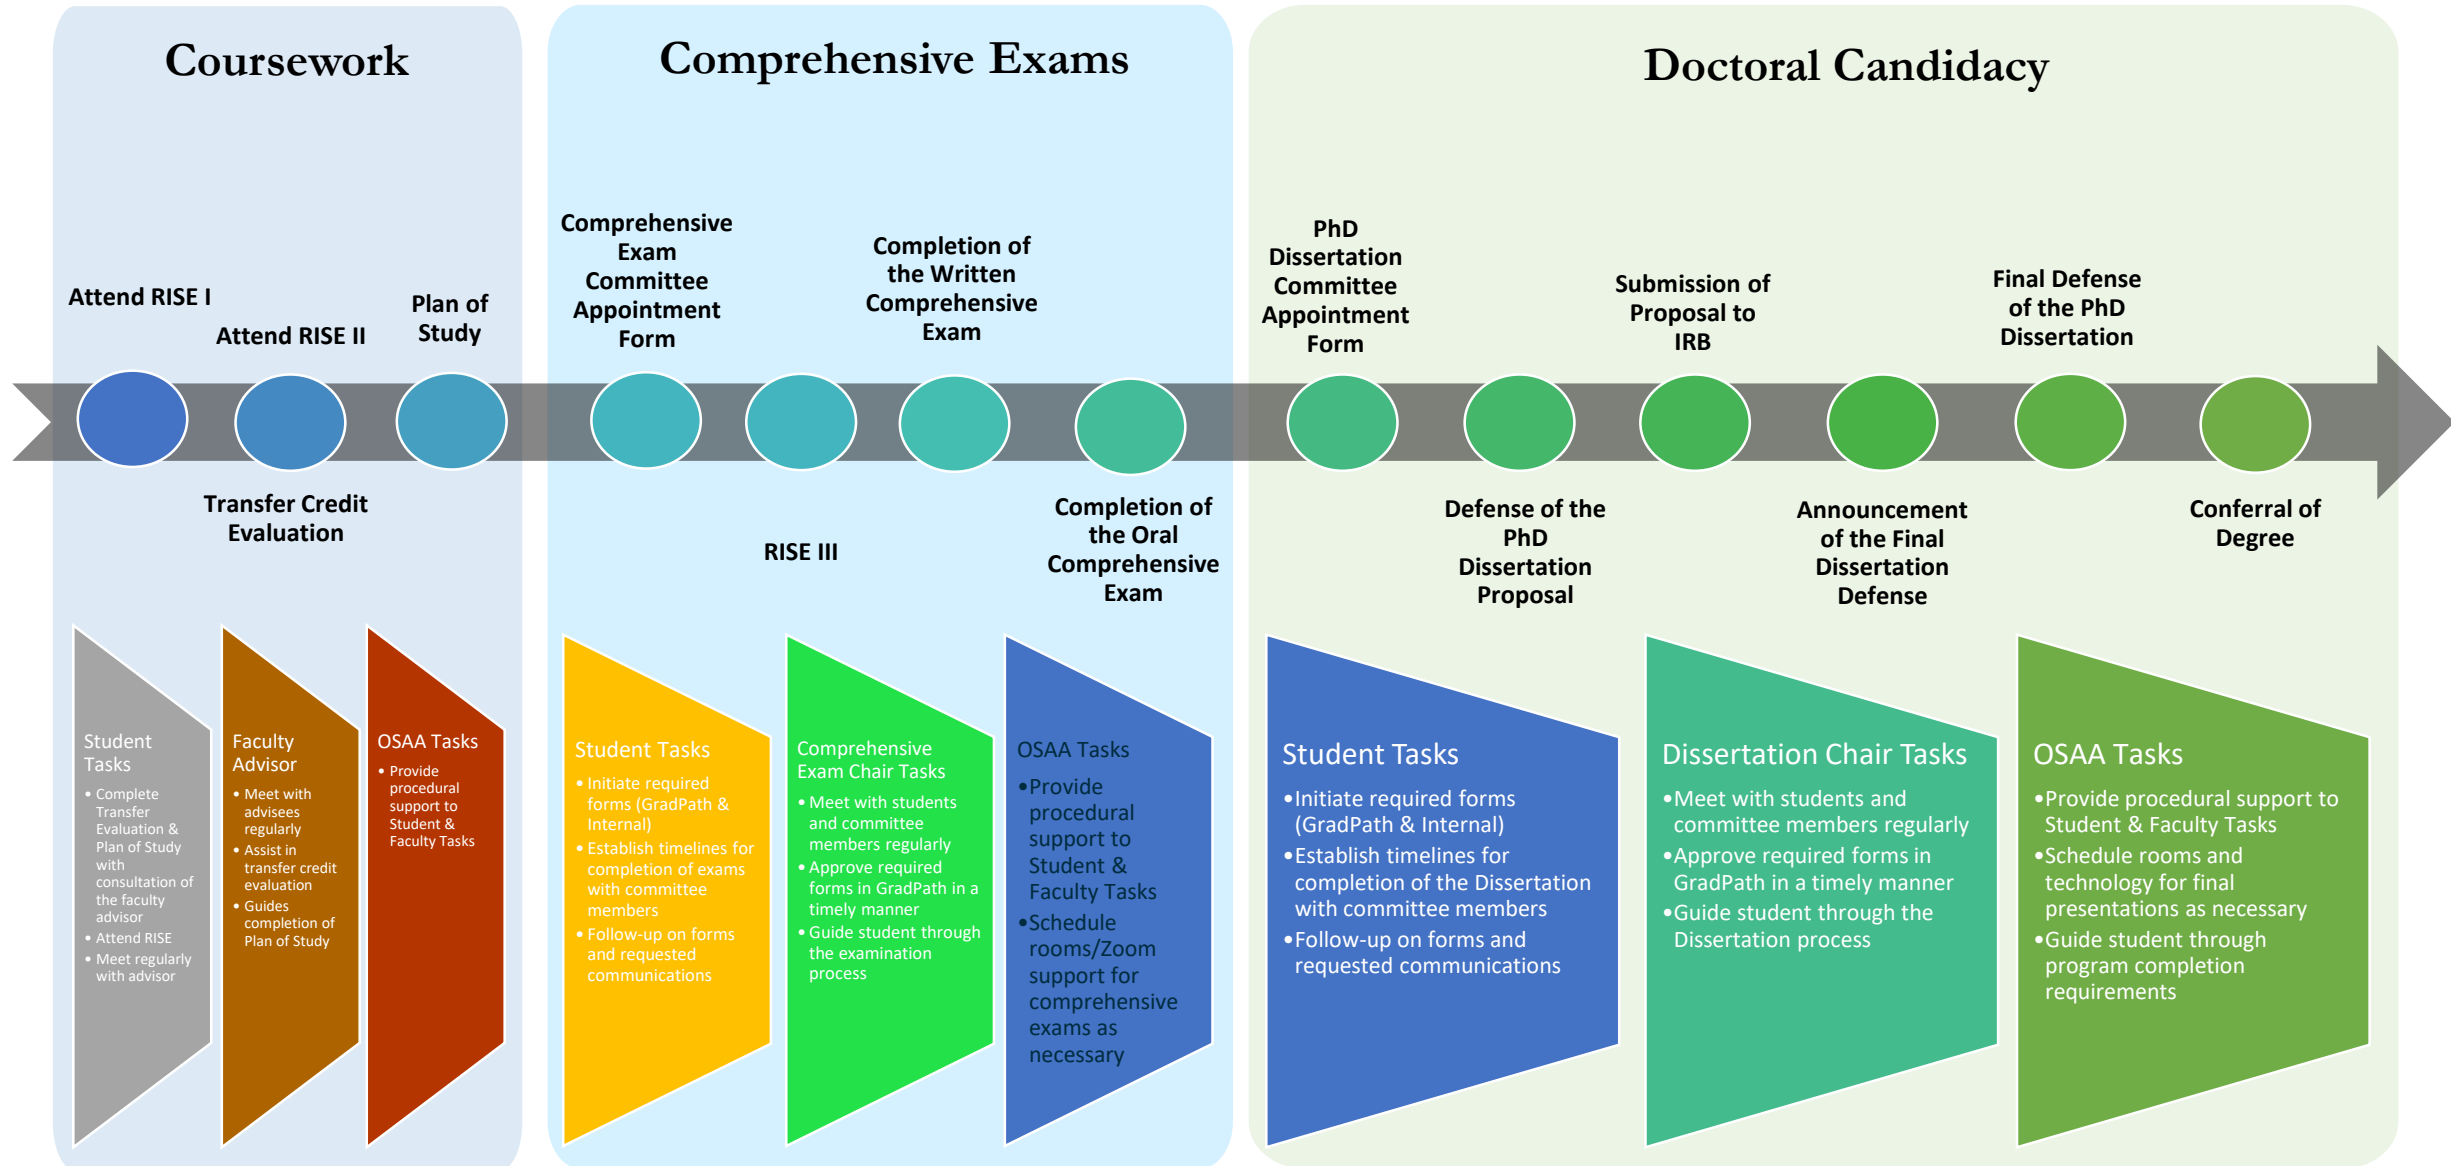 Coursework
Attend RISE I
Attend RISE II
Plan of
Study
Transfer Credit
Evaluation
Student
Tasks
• Complete
Transfer
Evaluation &
Plan of Study
with
consultation of
the faculty
advisor
• Attend RISE
• Meet regularly
with advisor
Faculty
Advisor
• Meet with
advisees
regularly
• Assist in
transfer credit
evaluation
• Guides
completion of
Plan of Study
OSAA Tasks
• Provide
procedural
support to
Student &
Faculty Tasks
Comprehensive Exams
Comprehensive
Exam
Committee
Appointment
Form
RISE III
Completion of
the Written
Comprehensive
Exam
Completion of
the Oral
Comprehensive
Exam
Student Tasks
• Initiate required
forms (GradPath &
Internal)
• Establish timelines for
completion of exams
with committee
members
• Follow-up on forms
and requested
communications
Comprehensive
Exam Chair Tasks
• Meet with students
and committee
members regularly
• Approve required
forms in GradPath in a
timely manner
• Guide student through
the examination
process
OSAA Tasks
•Provide
procedural
support to
Student &
Faculty Tasks
•Schedule
rooms/Zoom
support for
comprehensive
exams as
necessary
Doctoral Candidacy
PhD
Dissertation
Committee
Appointment
Form
Defense of the
PhD
Dissertation
Proposal
Submission of
Proposal to
IRB
Announcement
of the Final
Dissertation
Defense
Final Defense
of the PhD
Dissertation
Conferral of
Degree
Student Tasks
•Initiate required forms
(GradPath & Internal)
•Establish timelines for
completion of the Dissertation
with committee members
•Follow-up on forms and
requested communications
Dissertation Chair Tasks
•Meet with students and
committee members regularly
•Approve required forms in
GradPath in a timely manner
•Guide student through the
Dissertation process
OSAA Tasks
•Provide procedural support to
Student & Faculty Tasks
•Schedule rooms and
technology for final
presentations as necessary
•Guide student through
program completion
requirements